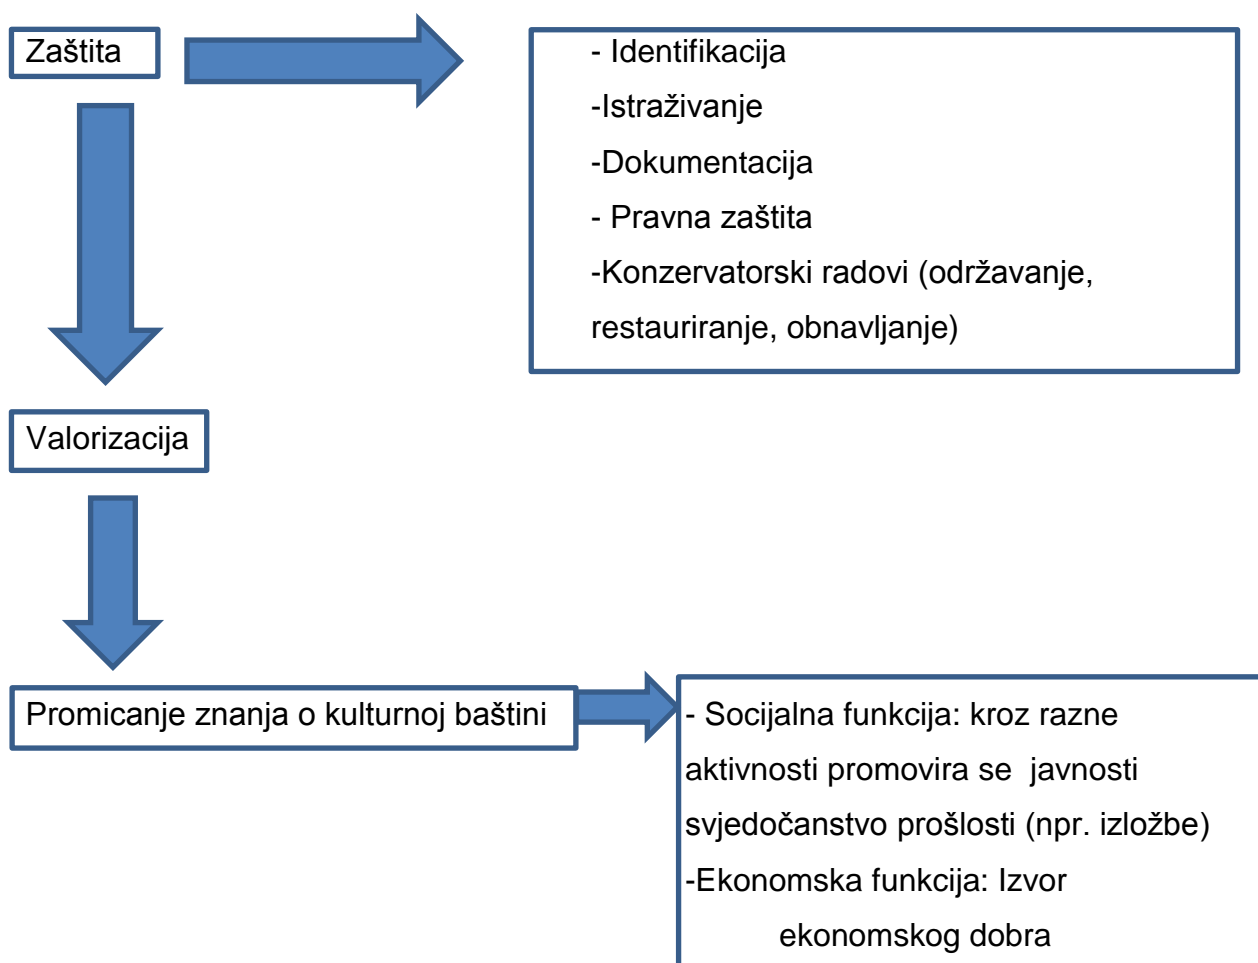 Zaštita
- Identifikacija
-Istraživanje
-Dokumentacija
- Pravna zaštita
-Konzervatorski radovi (održavanje,
restauriranje, obnavljanje)
Valorizacija
Promicanje znanja o kulturnoj baštini
- Socijalna funkcija: kroz razne
aktivnosti promovira se javnosti
svjedočanstvo prošlosti (npr. izložbe)
-Ekonomska funkcija: Izvor
ekonomskog dobra